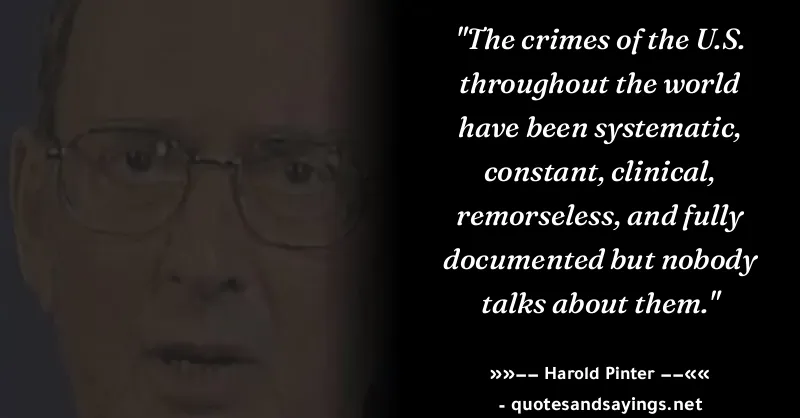 "The crimes of the U.S.
throughout the world
have been systematic,
constant, clinical,
remorseless, and fully
documented but nobody
talks about them."
»»—— Harold Pinter ——««
- quotesandsayings.net